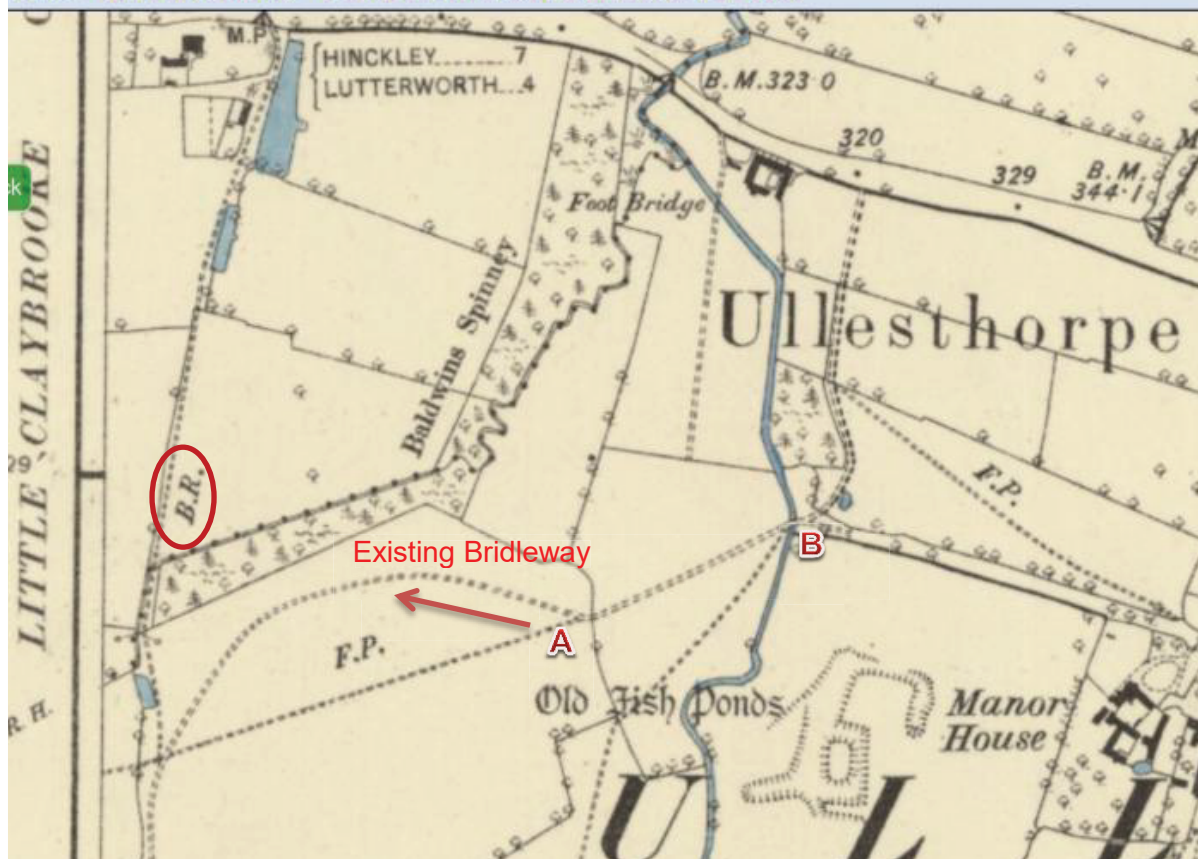 M.P.
HINCKLEY........7
LUTTERWORTH...4
B.M.323·0
320
329
B.M.
344·1
M
ck
LITTLE CLAYBROOKE
Foot Bridge
Baldwins Spinney
Ullesthorpe
29
B.R.
F.P.
Existing Bridleway
B
A
F.P.
R H.
Old Fish Ponds
Manor
House
U L L